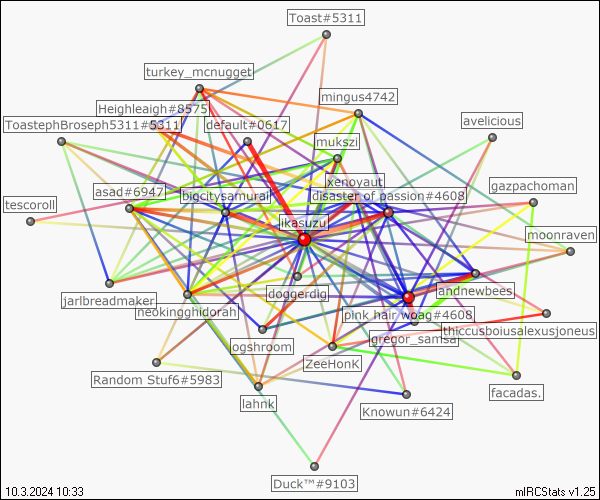 Toast#5311
turkey_mcnugget
mingus4742
Heighleaigh#8575
avelicious
ToastephBroseph5311#5311
default#0617
mukszi
xenovaut
gazpachoman
asad#6947
bigcitysamurai
disaster of passion#4608
tescoroll
ikasuzu
moonraven
andrewbees
jarlbreadmaker
doggerdig
neokingghidorah
pink hair woag#4608
thiccusboiusalexusjoneus
gregor_samsa
ogshroom
ZeeHonk
Random Stuf6#5983
facadas.
lahnk
Knowun#6424
Duck™#9103
10.3.2024 10:33
mIRCStats v1.25